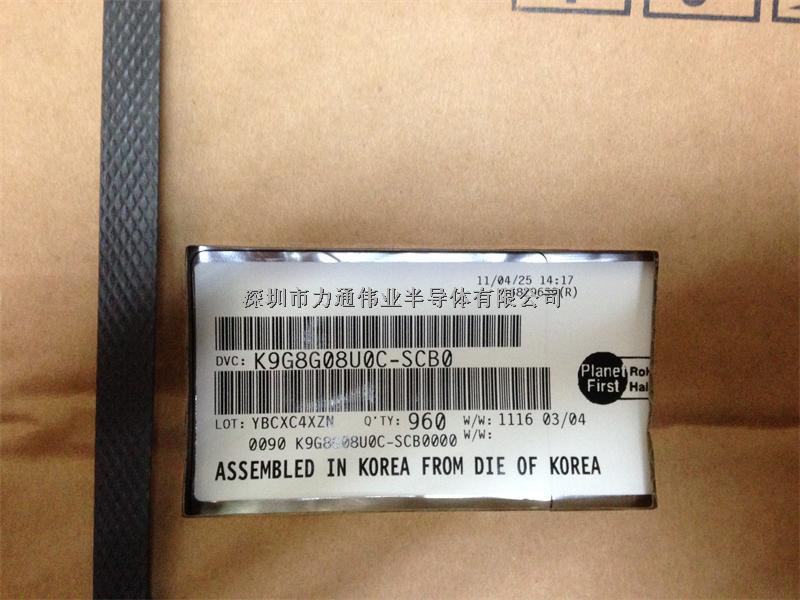 11/04/25 14:17
深圳市力通伟业半导体有限公司
DVC: K9G8G08U0C-SCB0
Planet First
LOT: YBCXC4XZN Q'TY: 960 W/W: 1116 03/04
0090 K9G8G08U0C-SCB0000 W/W:
ASSEMBLED IN KOREA FROM DIE OF KOREA